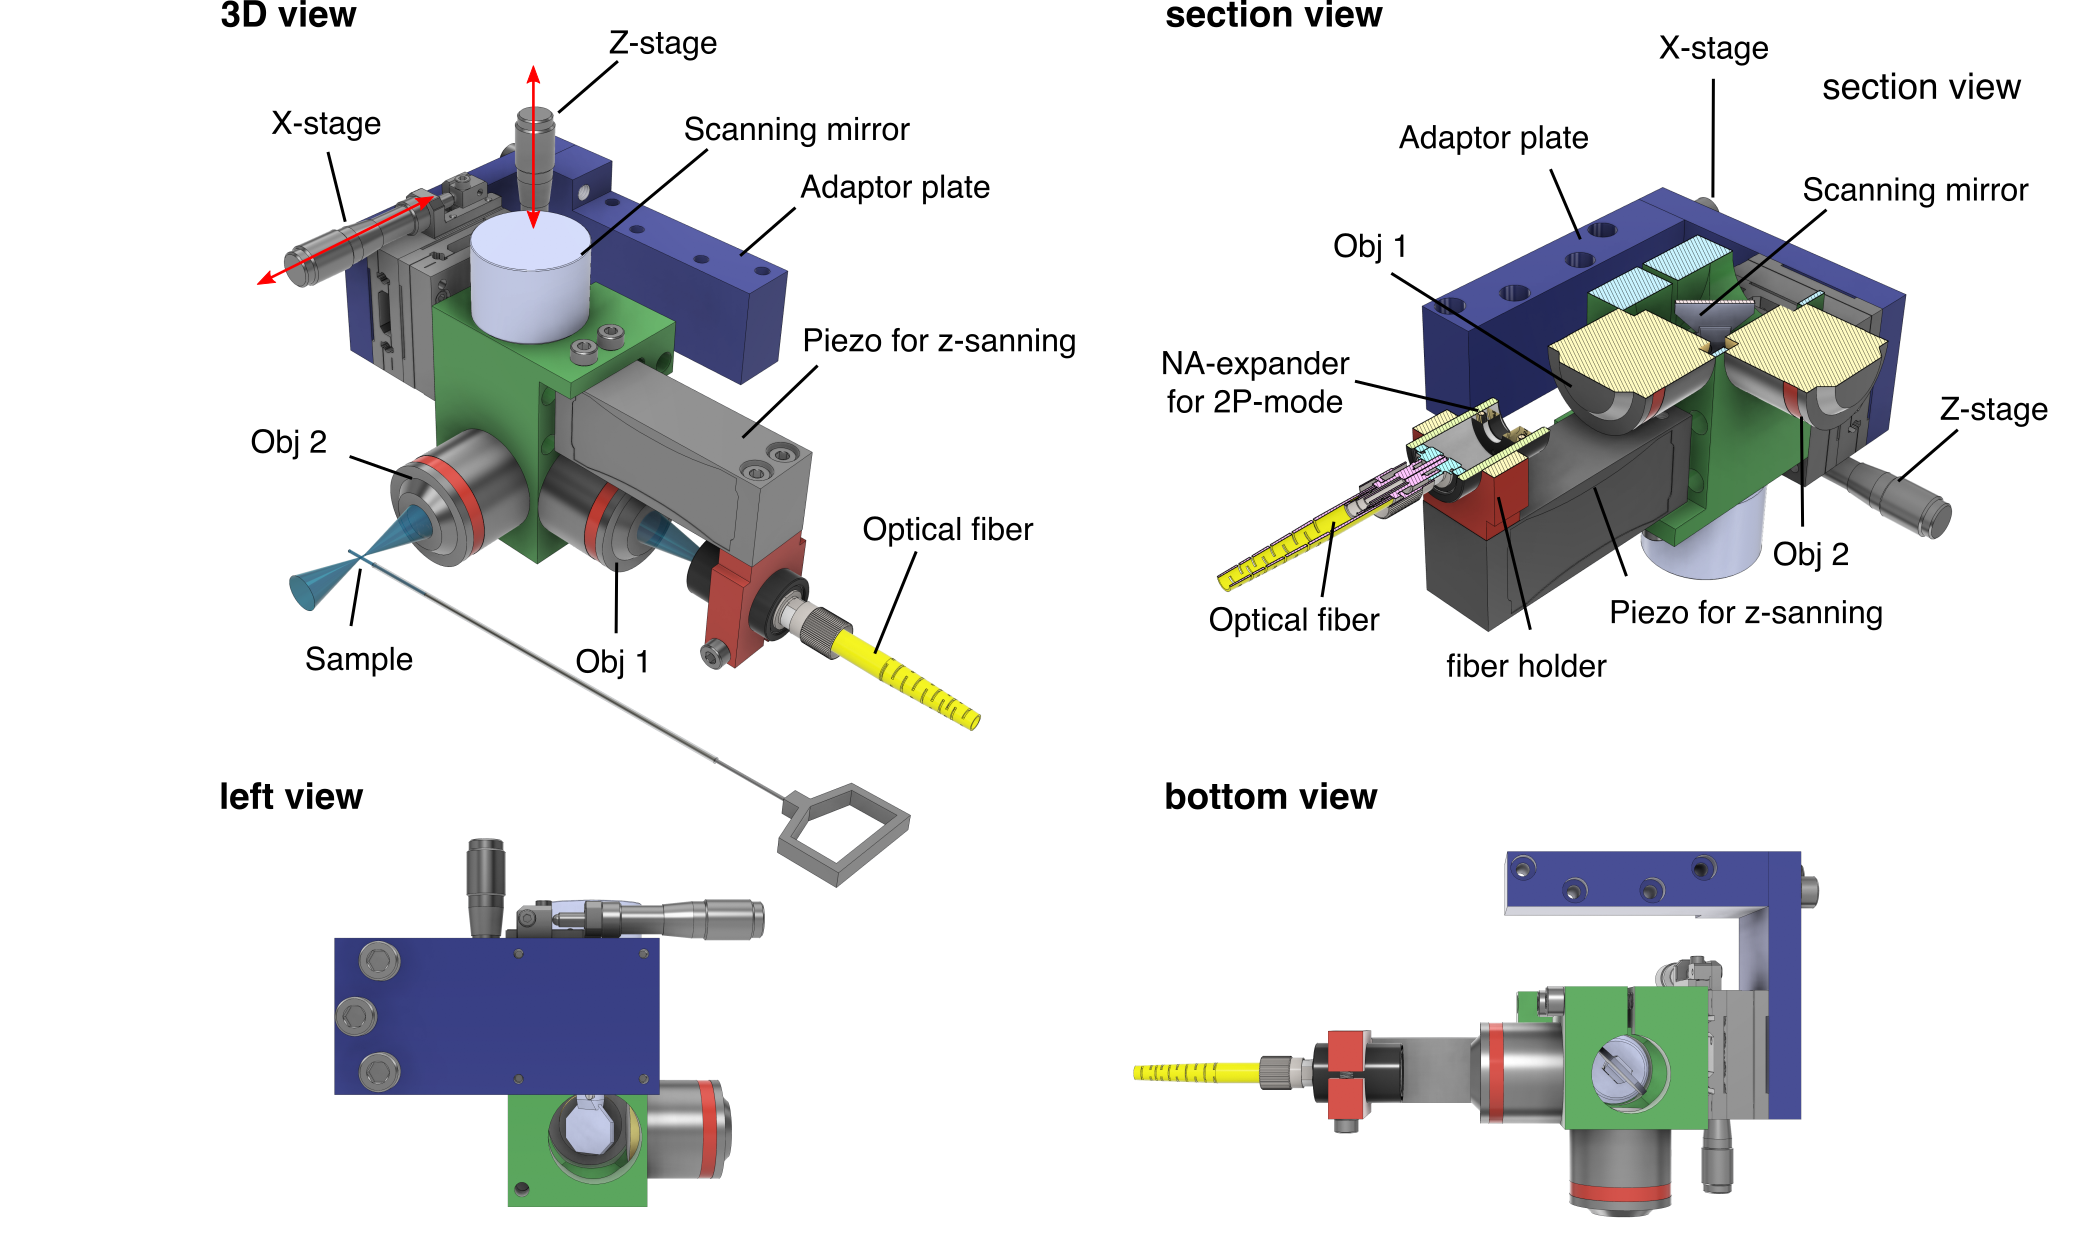 3D view
Z-stage
X-stage
Scanning mirror
Adaptor plate
Piezo for z-sanning
Obj 2
Optical fiber
Sample
Obj 1
section view
X-stage
section view
Adaptor plate
Scanning mirror
Obj 1
NA-expander
for 2P-mode
Z-stage
Obj 2
Optical fiber
Piezo for z-sanning
fiber holder
left view
bottom view